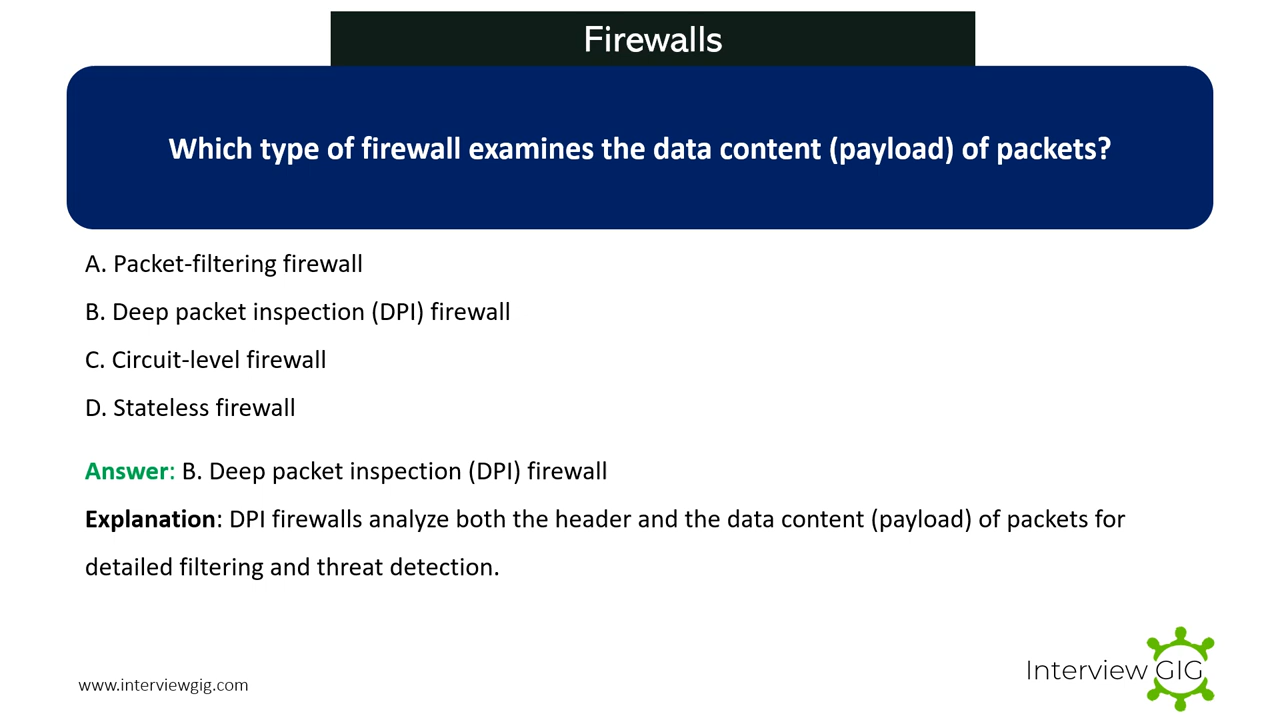 Firewalls
Which type of firewall examines the data content (payload) of packets?
A. Packet-filtering firewall
B. Deep packet inspection (DPI) firewall
C. Circuit-level firewall
D. Stateless firewall
Answer: B. Deep packet inspection (DPI) firewall
Explanation: DPI firewalls analyze both the header and the data content (payload) of packets for
detailed filtering and threat detection.
www.interviewgig.com
Interview GIG